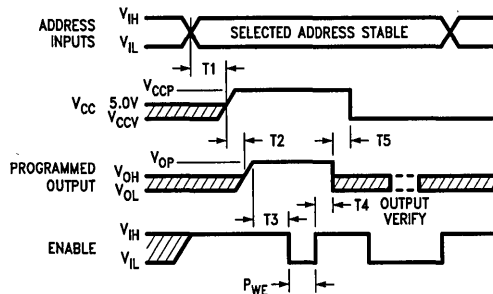 ADDRESS INPUTS
VIH
VIL
SELECTED ADDRESS STABLE
T1
VCC
VCCP
5.0V
VCCV
T2
T5
PROGRAMMED OUTPUT
VOP
VOH
VOL
T3
T4
OUTPUT VERIFY
ENABLE
VIH
VIL
PWE